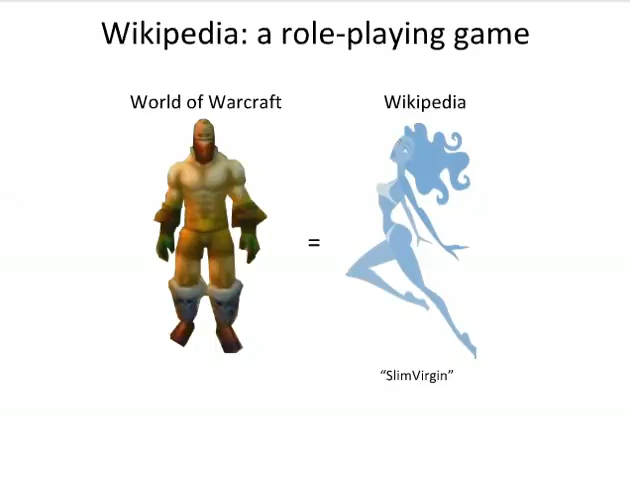 Wikipedia: a role-playing game
World of Warcraft
Wikipedia
=
“SlimVirgin”